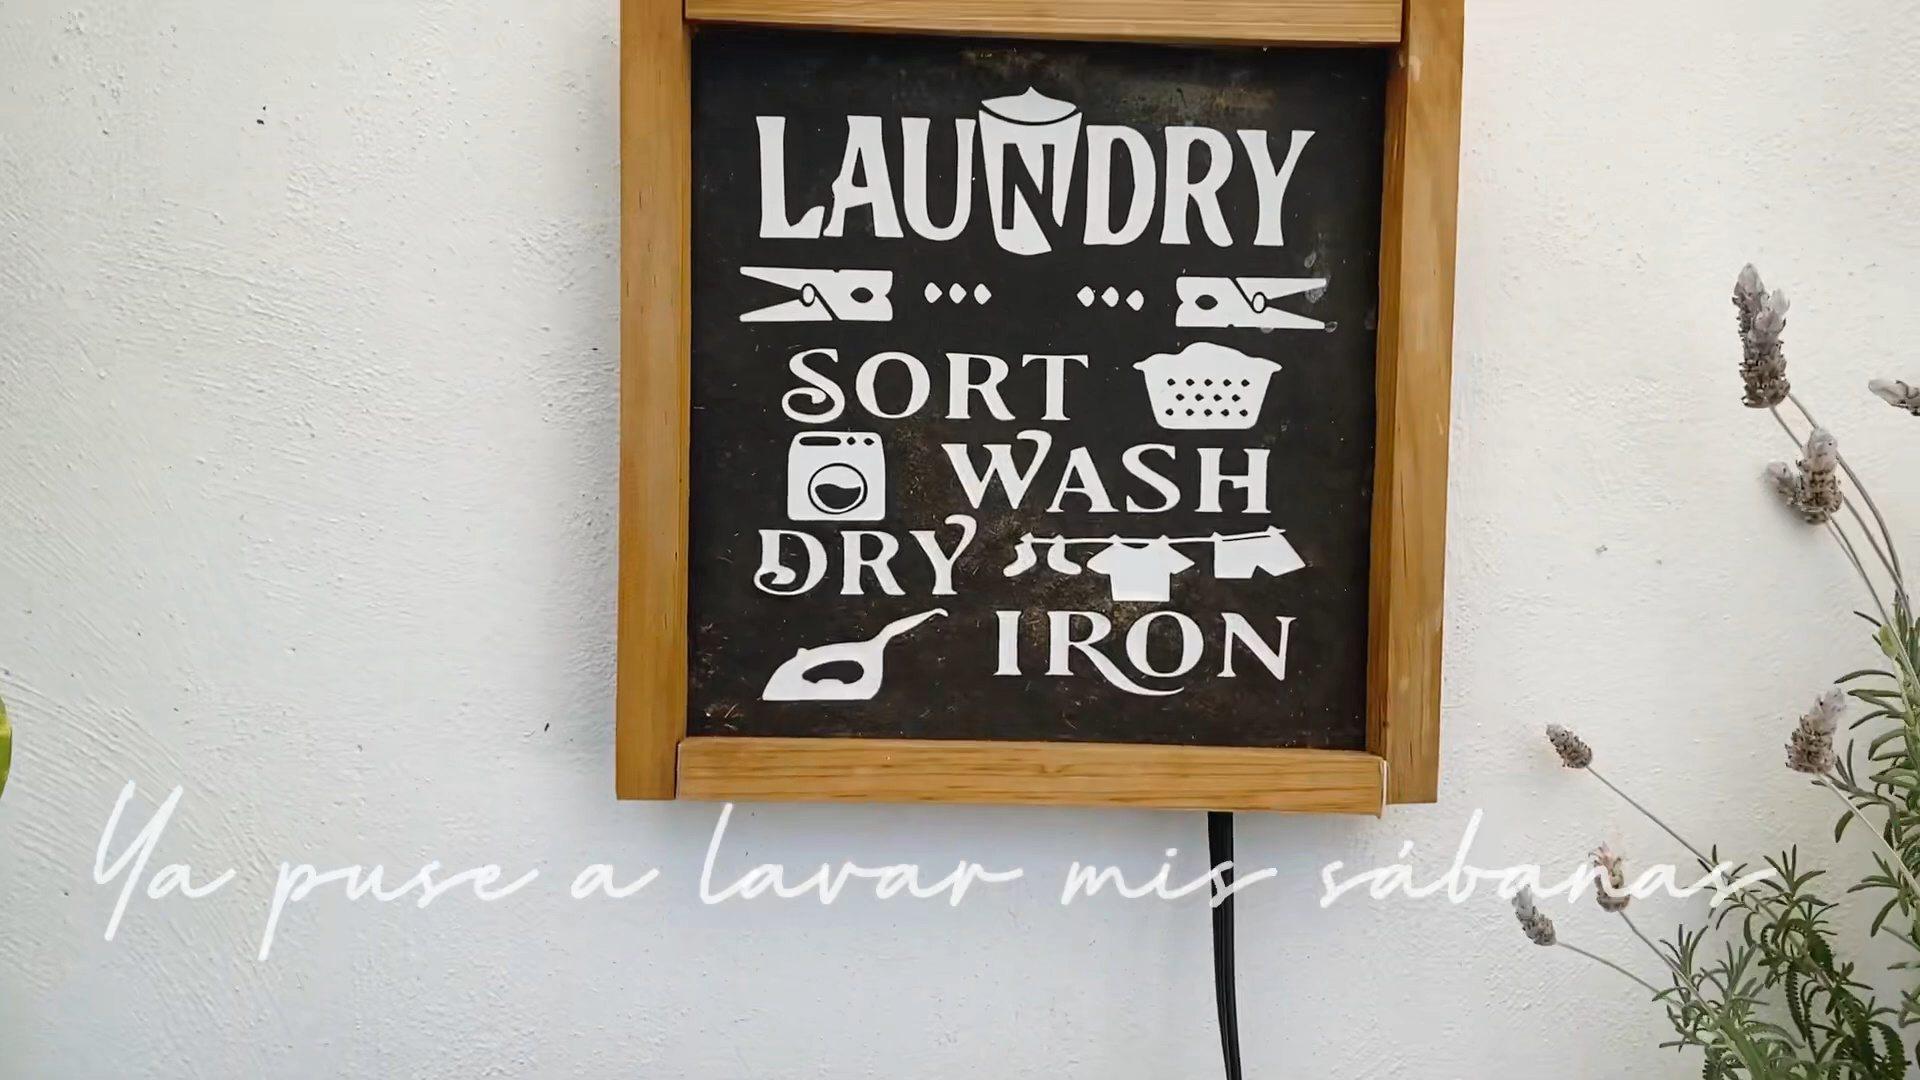 LAUNDRY
SORT
WASH
DRY
IRON
Ya puse a lavar mis sábanas